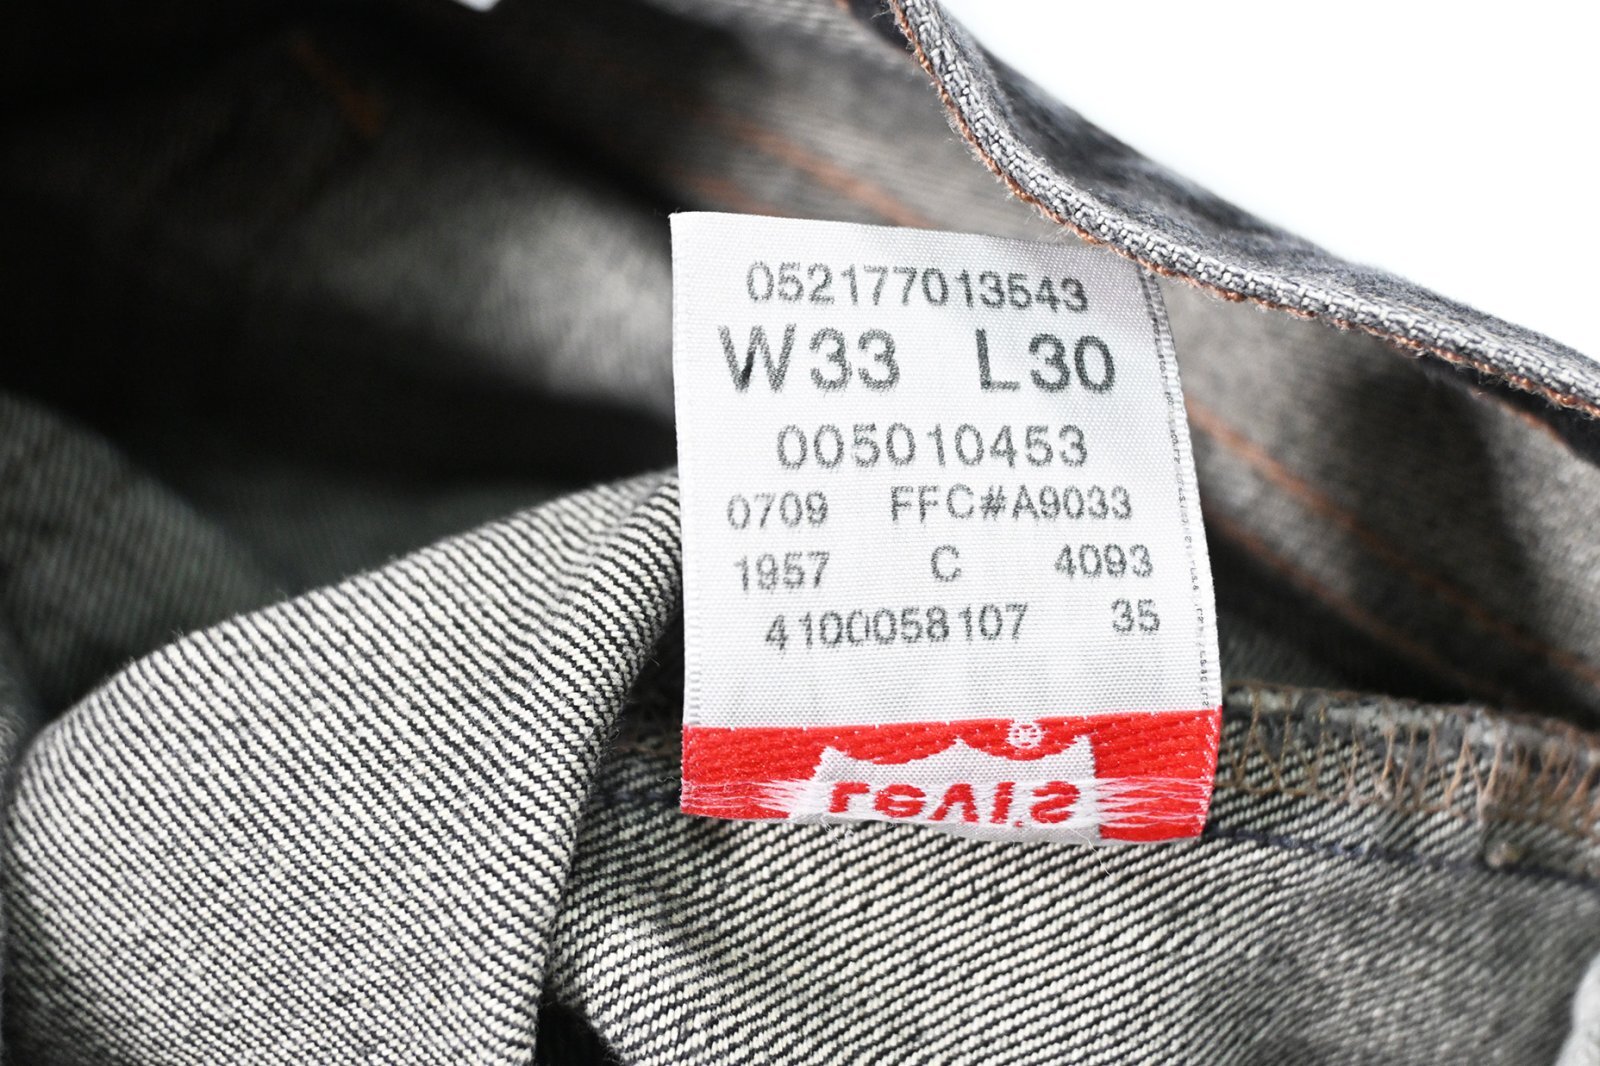 052177013543
W33 L30
005010453
0709 FFC#A9033
1957 C 4093
4100058107 35
Levi's ®